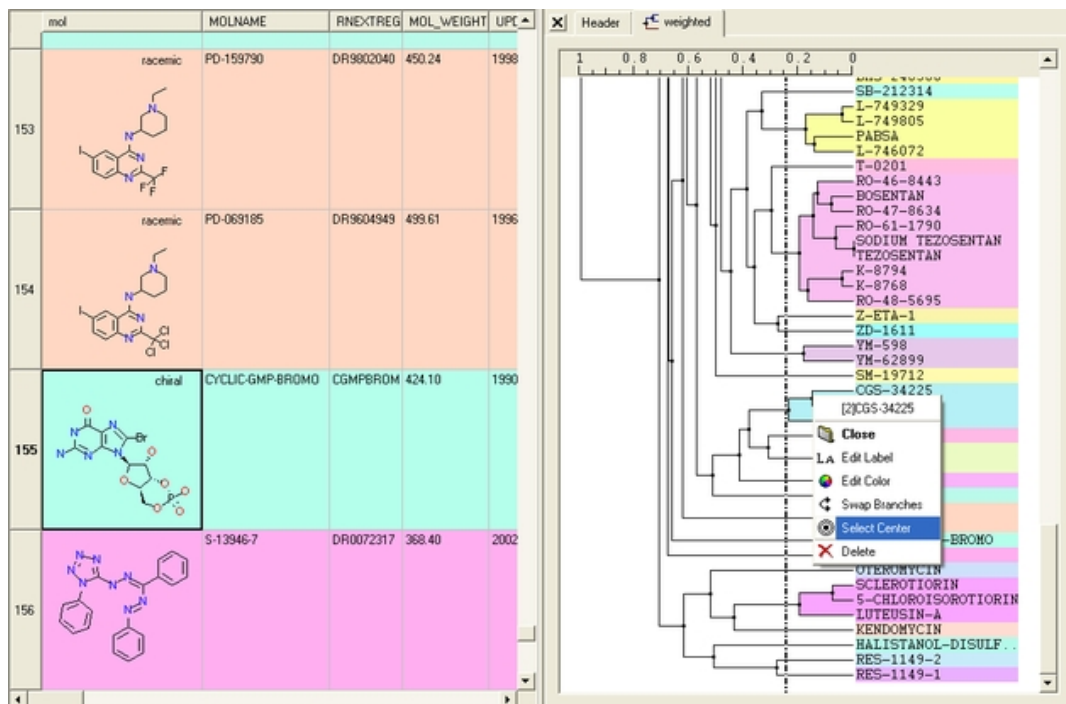 mol MOLNAME RNEXTREG MOL_WEIGHT UPD
153 racemic PD-159790 DR9802040 450.24 1998
N
N
I N
N F
F F
154 racemic PD-069185 DR9604949 499.61 1996
N
N
I N
N Cl
Cl Cl
155 chiral CYCLIC-GMP-BROMO CGMPBROM 424.10 1990
O
N N Br
N N N O
O O O
O P O
156 S-13946-7 DR0072317 368.40 2002
N N
N N N N
N N
Header weighted
1 0.8 0.6 0.4 0.2 0
SB-212314
L-749329
L-749805
PABSA
L-746072
T-0201
RO-46-8443
BOSENTAN
RO-47-8634
RO-61-1790
SODIUM TEZOSENTAN
TEZOSENTAN
K-8794
K-8768
RO-48-5695
Z-ETA-1
ZD-1611
YM-598
YM-62899
SM-19712
CGS-34225
[2]CGS-34225
Close
Edit Label
Edit Color
Swap Branches
Select Center
Delete
-BROMO
OTEROMYCIN
SCLEROTIORIN
5-CHLOROISOROTIORIN
LUTEUSIN-A
KENDOMYCIN
HALISTANOL-DISULF..
RES-1149-2
RES-1149-1